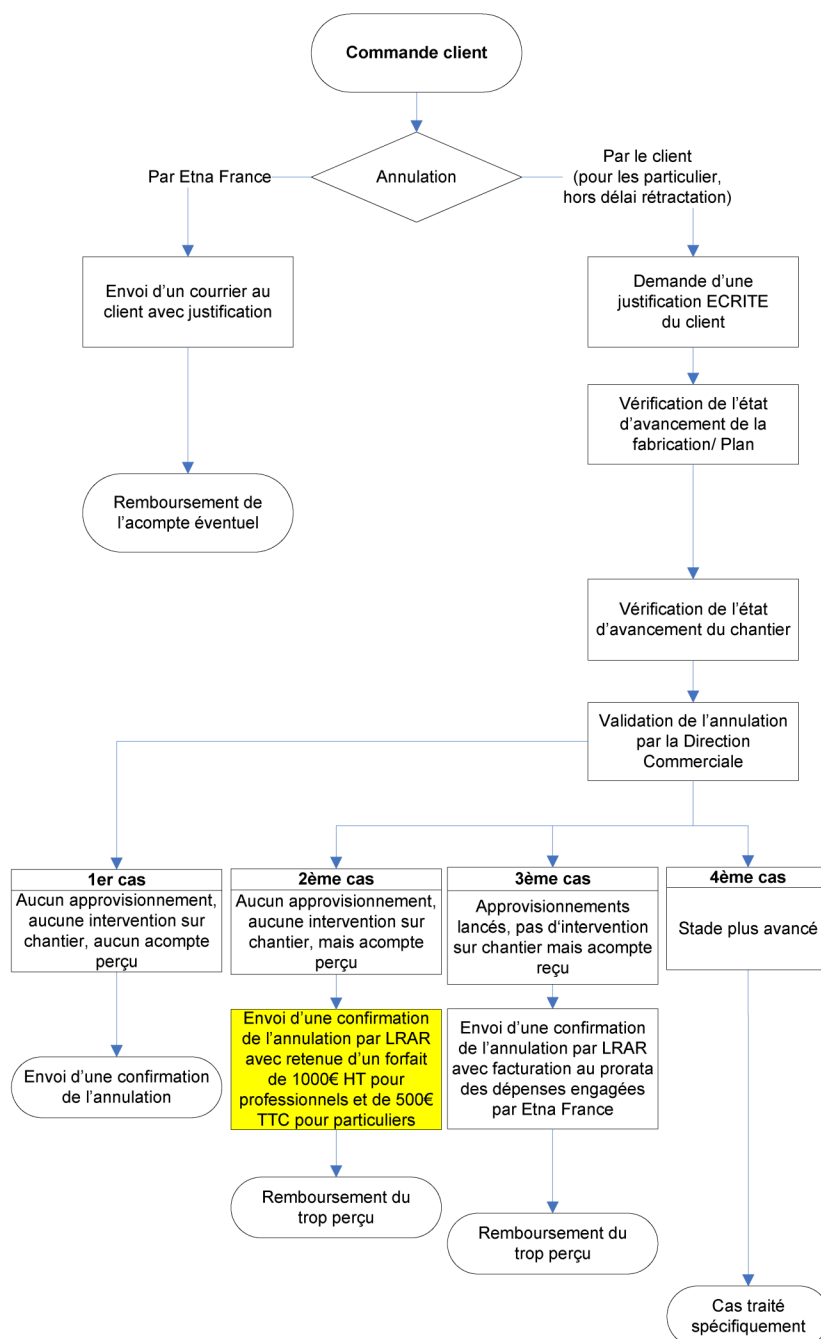 Commande client
Annulation
Par Etna France
Par le client
(pour les particulier,
hors délai rétractation)
Envoi d’un courrier au
client avec justification
Remboursement de
l’acompte éventuel
Demande d’une
justification ECRITE
du client
Vérification de l’état
d’avancement de la
fabrication/ Plan
Vérification de l’état
d’avancement du chantier
Validation de l’annulation
par la Direction
Commerciale
1er cas
Aucun approvisionnement,
aucune intervention sur
chantier, aucun acompte
perçu
Envoi d’une confirmation
de l’annulation
2ème cas
Aucun approvisionnement,
aucune intervention sur
chantier, mais acompte
perçu
Envoi d’une confirmation
de l’annulation par LRAR
avec retenue d’un forfait
de 1000€ HT pour
professionnels et de 500€
TTC pour particuliers
Remboursement du
trop perçu
3ème cas
Approvisionnements
lancés, pas d‘intervention
sur chantier mais acompte
reçu
Envoi d’une confirmation
de l’annulation par LRAR
avec facturation au prorata
des dépenses engagées
par Etna France
Remboursement du
trop perçu
4ème cas
Stade plus avancé
Cas traité
spécifiquement